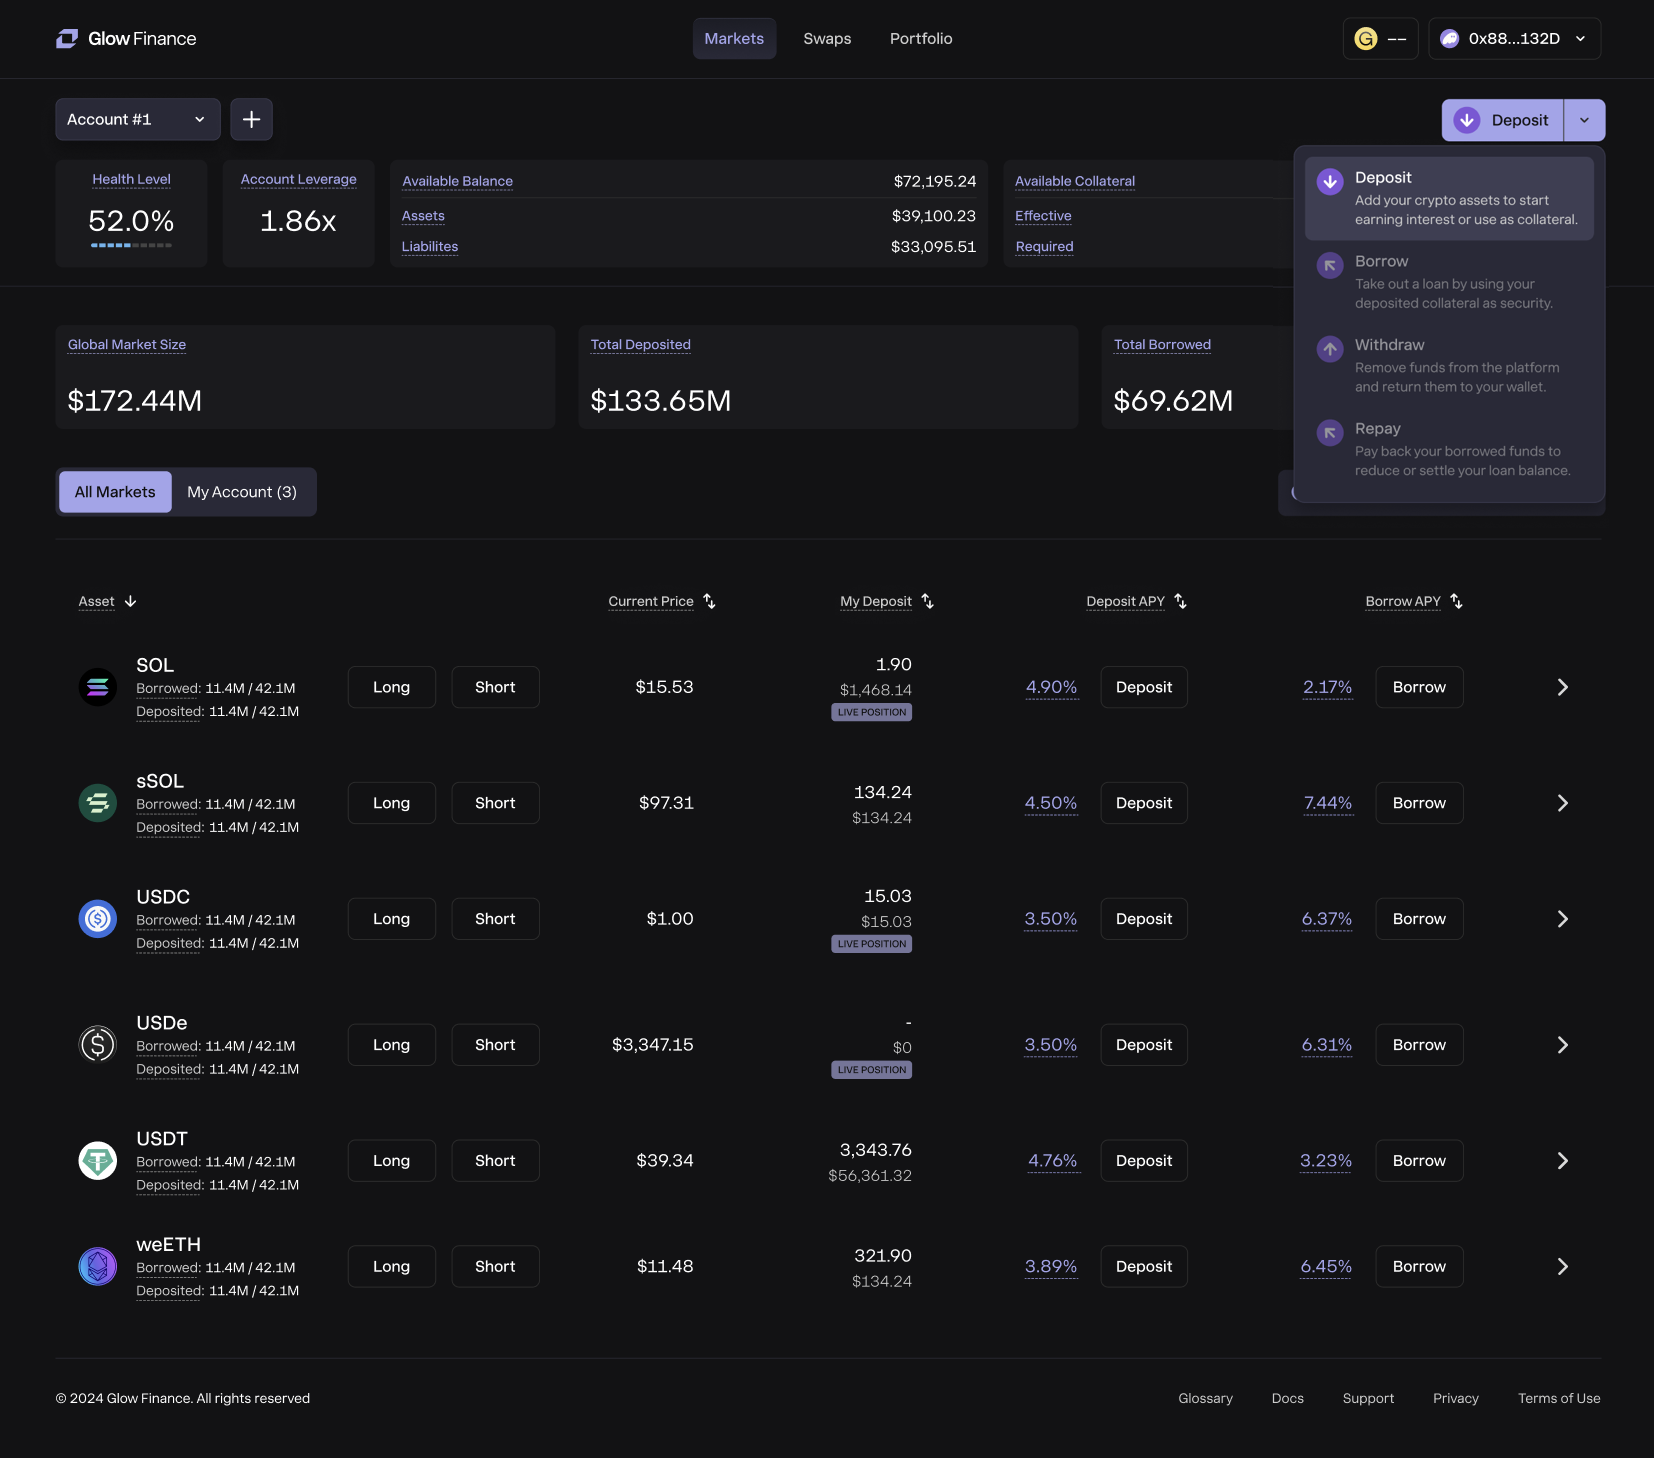 Glow Finance
Markets
Swaps
Portfolio
G --
0x88...132D
Account #1
Deposit
Health Level
52.0%
Account Leverage
1.86x
Available Balance $72,195.24
Assets $39,100.23
Liabilites $33,095.51
Available Collateral
Effective
Required
Deposit
Add your crypto assets to start
earning interest or use as collateral.
Borrow
Take out a loan by using your
deposited collateral as security.
Withdraw
Remove funds from the platform
and return them to your wallet.
Repay
Pay back your borrowed funds to
reduce or settle your loan balance.
Global Market Size
$172.44M
Total Deposited
$133.65M
Total Borrowed
$69.62M
All Markets
My Account (3)
Asset Current Price My Deposit Deposit APY Borrow APY
SOL
Borrowed: 11.4M / 42.1M
Deposited: 11.4M / 42.1M
Long Short $15.53
1.90
$1,468.14
LIVE POSITION
4.90% Deposit 2.17% Borrow
sSOL
Borrowed: 11.4M / 42.1M
Deposited: 11.4M / 42.1M
Long Short $97.31
134.24
$134.24
4.50% Deposit 7.44% Borrow
USDC
Borrowed: 11.4M / 42.1M
Deposited: 11.4M / 42.1M
Long Short $1.00
15.03
$15.03
LIVE POSITION
3.50% Deposit 6.37% Borrow
USDe
Borrowed: 11.4M / 42.1M
Deposited: 11.4M / 42.1M
Long Short $3,347.15
-
$0
LIVE POSITION
3.50% Deposit 6.31% Borrow
USDT
Borrowed: 11.4M / 42.1M
Deposited: 11.4M / 42.1M
Long Short $39.34
3,343.76
$56,361.32
4.76% Deposit 3.23% Borrow
weETH
Borrowed: 11.4M / 42.1M
Deposited: 11.4M / 42.1M
Long Short $11.48
321.90
$134.24
3.89% Deposit 6.45% Borrow
© 2024 Glow Finance. All rights reserved
Glossary
Docs
Support
Privacy
Terms of Use